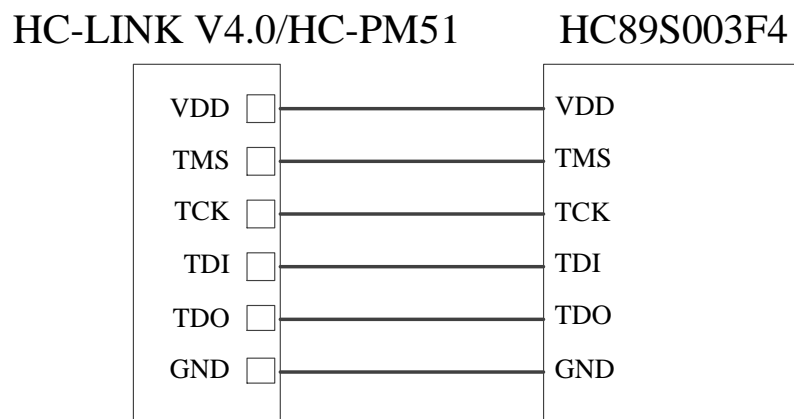 HC-LINK V4.0/HC-PM51 HC89S003F4
VDD VDD
TMS TMS
TCK TCK
TDI TDI
TDO TDO
GND GND